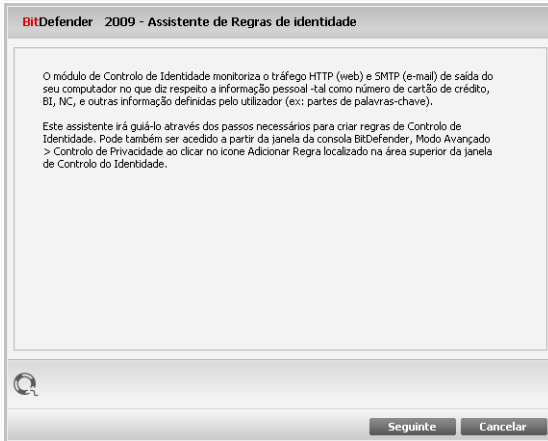 BitDefender 2009 - Assistente de Regras de identidade
O módulo de Controlo de Identidade monitoriza o tráfego HTTP (web) e SMTP (e-mail) de saída do
seu computador no que diz respeito a informação pessoal -tal como número de cartão de crédito,
BI, NC, e outras informação definidas pelo utilizador (ex: partes de palavras-chave).
Este assistente irá guiá-lo através dos passos necessários para criar regras de Controlo de
Identidade. Pode também ser acedido a partir da janela da consola BitDefender, Modo Avançado
> Controlo de Privacidade ao clicar no icone Adicionar Regra localizado na área superior da janela
de Controlo do Identidade.
Seguinte
Cancelar